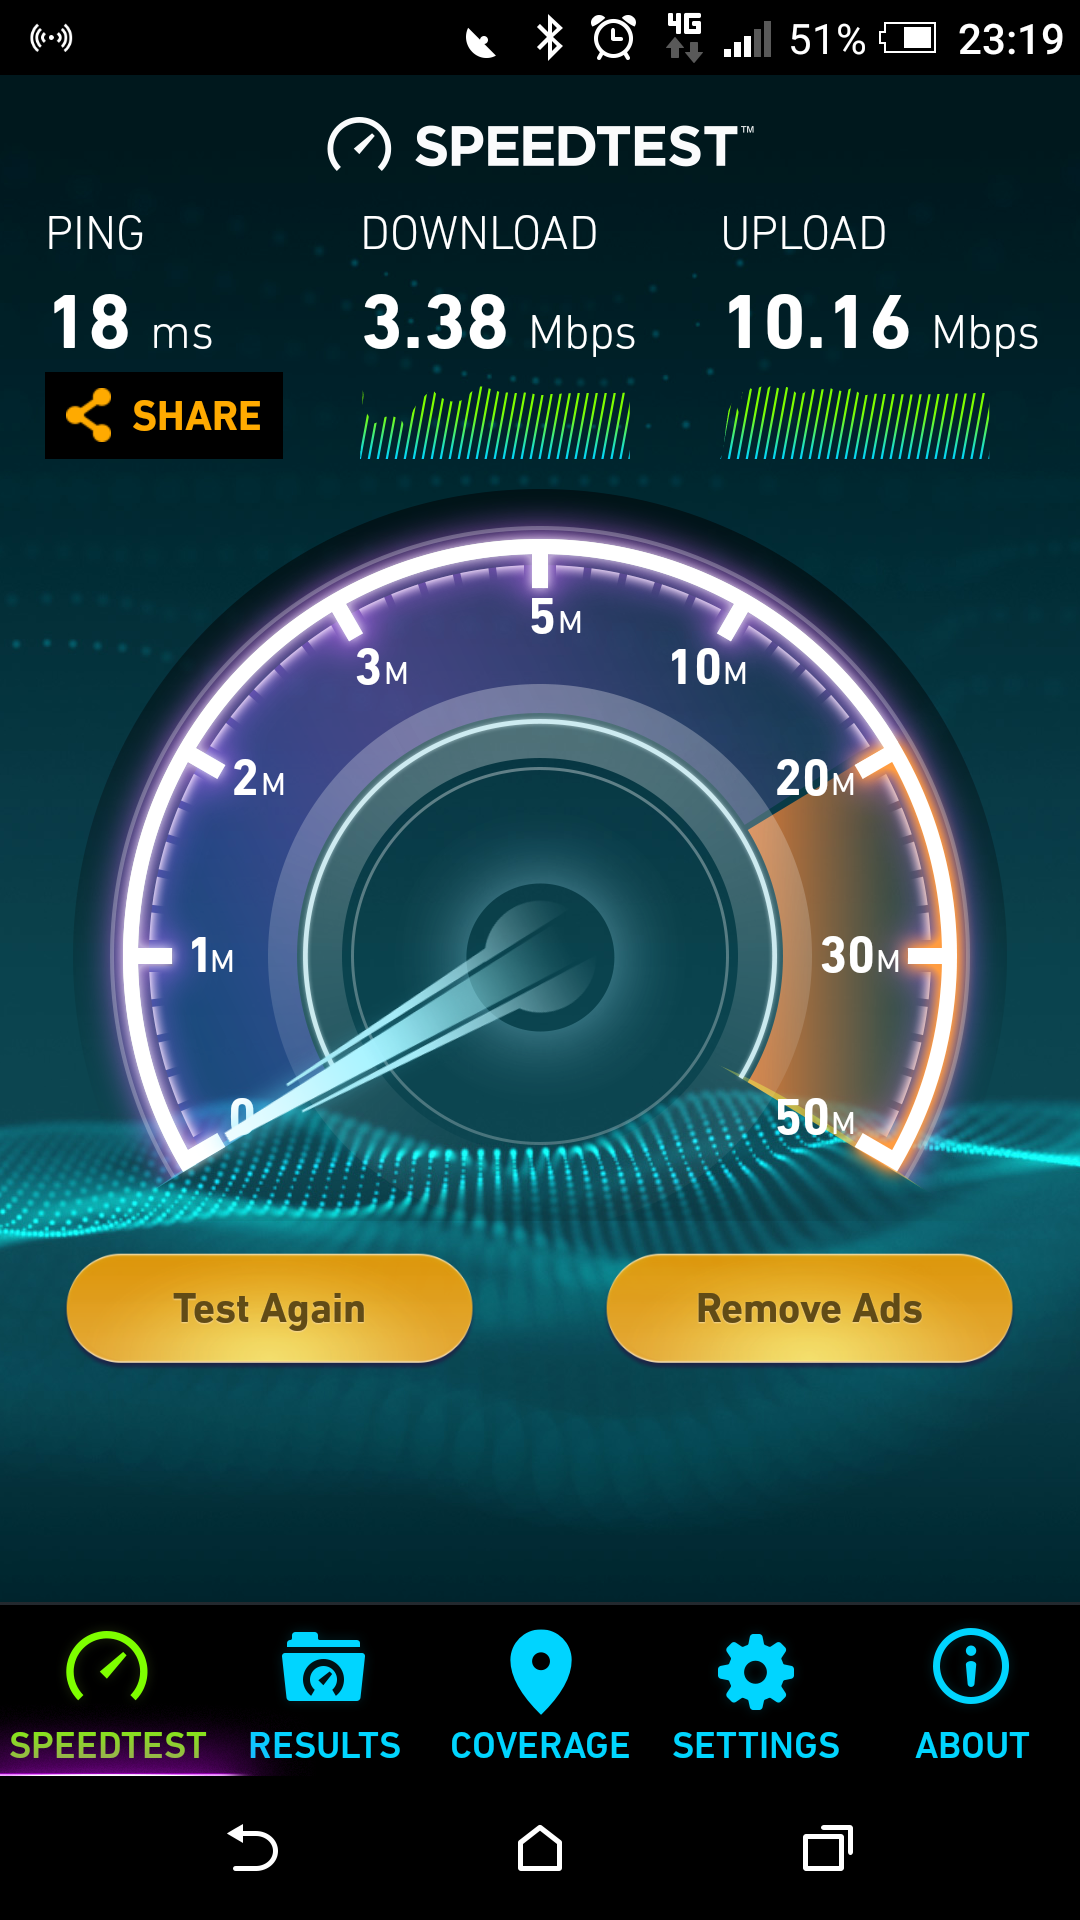 4G 51% 23:19
SPEEDTEST™
PING DOWNLOAD UPLOAD
18 ms 3.38 Mbps 10.16 Mbps
SHARE
5M
3M 10M
2M 20M
1M 30M
0 50M
Test Again Remove Ads
SPEEDTEST RESULTS COVERAGE SETTINGS ABOUT